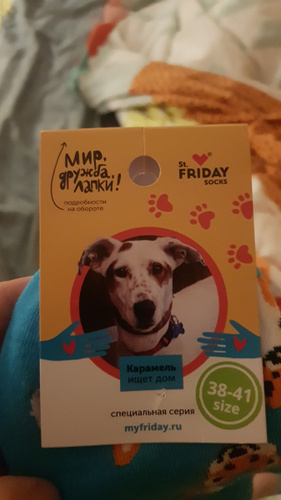 Мир,
дружба,
лапки!
подробности
на обороте
St.
FRIDAY
SOCKS
Карамель
ищет дом
38-41
size
специальная серия
myfriday.ru